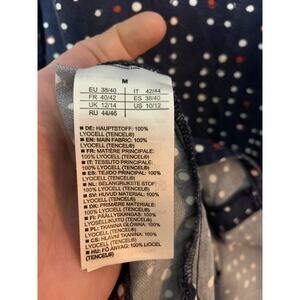 M
EU 38/40 IT 42/44
FR 40/42 ES 38/40
UK 12/14 US 10/12
RU 44/46
■ DE: HAUPTSTOFF: 100%
LYOCELL (TENCEL®)
■ EN: MAIN FABRIC: 100%
LYOCELL (TENCEL®)
■ FR: MATIÈRE PRINCIPALE:
100% LYOCELL (TENCEL®)
■ IT: TESSUTO PRINCIPALE:
100% LYOCELL (TENCEL®)
■ ES: TEJIDO PRINCIPAL:
100% LYOCELL (TENCEL®)
■ NL: BELANGRIJKSTE STOF:
100% LYOCELL (TENCEL®)
■ SV: HUVUD MATERIAL: 100%
LYOCELL (TENCEL®)
■ DK: PRIMÆRE MATERIALE:
100% LYOCELL (TENCEL®)
■ FI: PÄÄLLYSKANGAS: 100%
LYOCELL (TENCEL®)
■ PL: TKANINA GŁÓWNA: 100%
LYOCELL (TENCEL®)
■ CS: HLAVNÍ TKANINA: 100%
LYOCELL (TENCEL®)
■ HU: FŐ ANYAG: 100% LIOCEL
(TENCEL®)